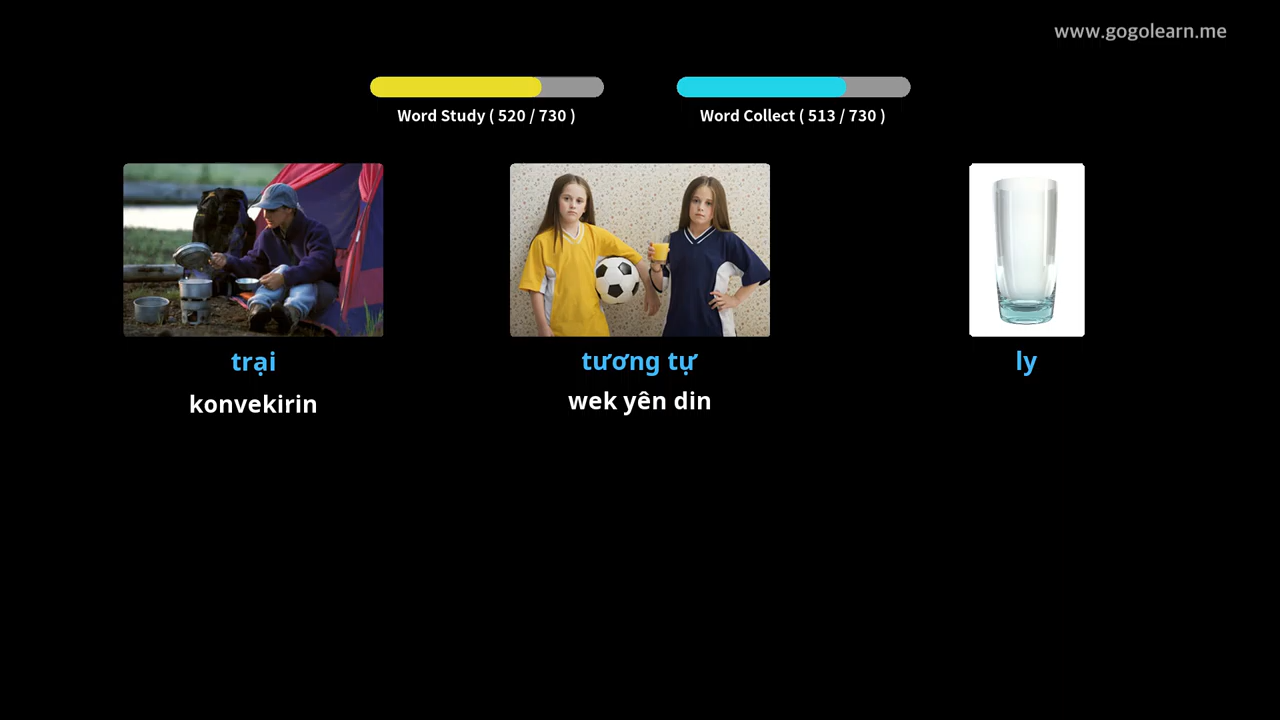 www.gogolearn.me
Word Study ( 520 / 730 )
Word Collect ( 513 / 730 )
trại
tương tự
ly
konvekirin
wek yên din